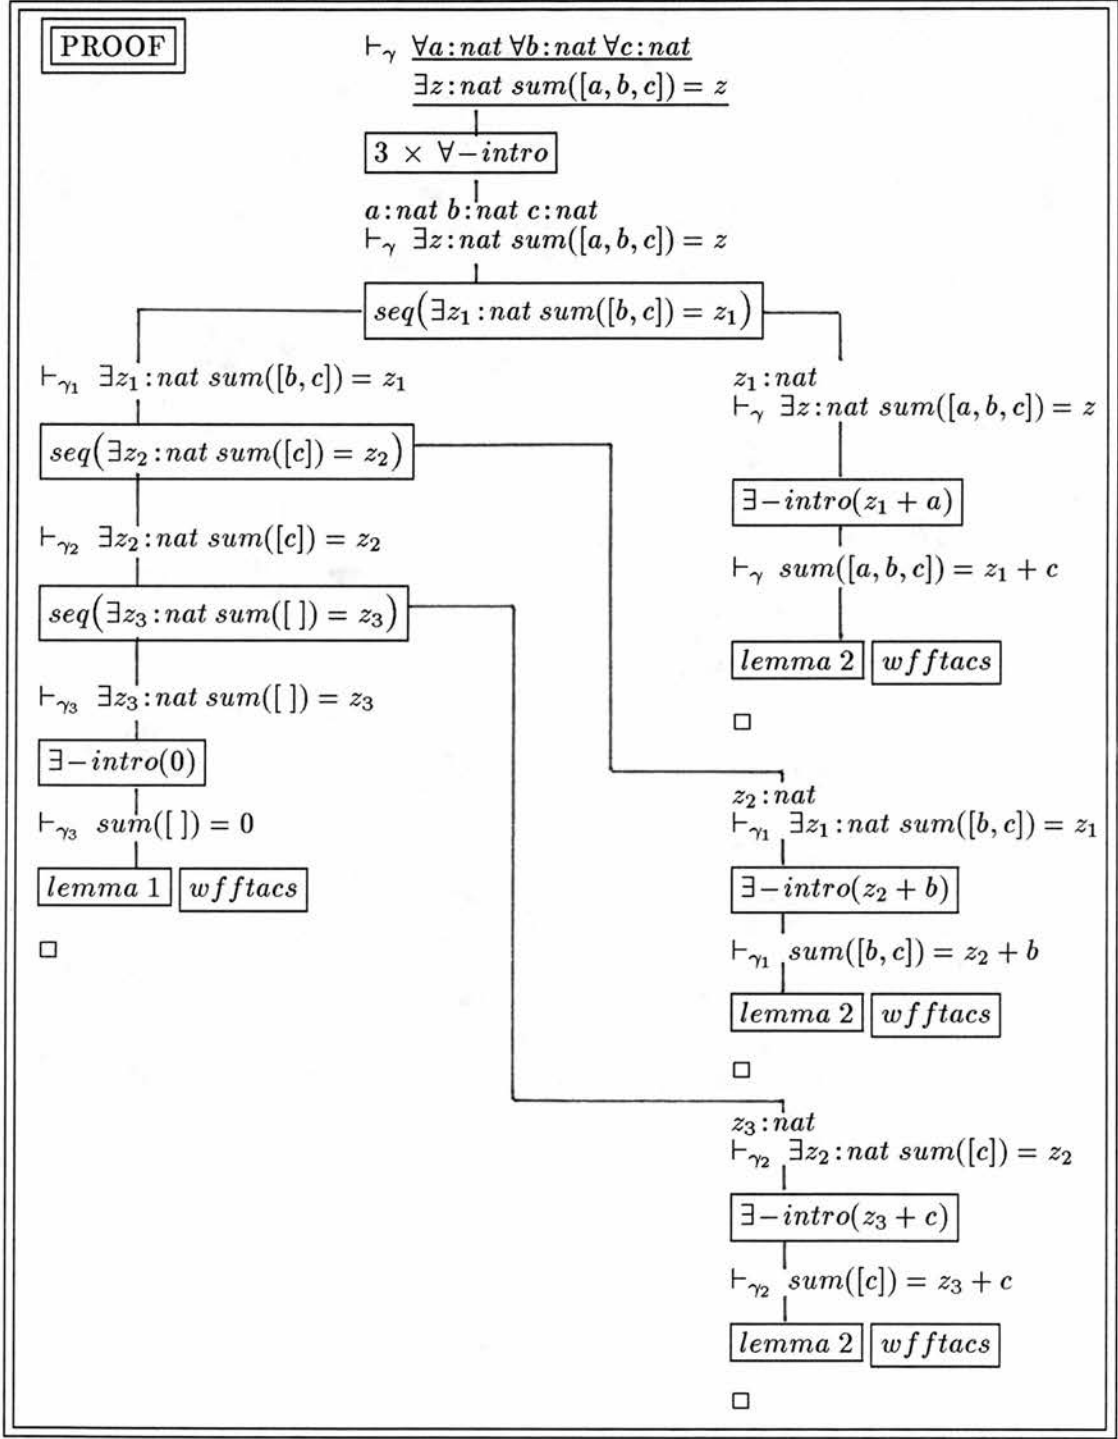 PROOF
⊢γ ∀a:nat ∀b:nat ∀c:nat
∃z:nat sum([a, b, c]) = z
3 × ∀−intro
a:nat b:nat c:nat
⊢γ ∃z:nat sum([a, b, c]) = z
seq(∃z₁:nat sum([b, c]) = z₁)
⊢γ₁ ∃z₁:nat sum([b, c]) = z₁
seq(∃z₂:nat sum([c]) = z₂)
⊢γ₂ ∃z₂:nat sum([c]) = z₂
seq(∃z₃:nat sum([ ]) = z₃)
⊢γ₃ ∃z₃:nat sum([ ]) = z₃
∃−intro(0)
⊢γ₃ sum([ ]) = 0
lemma 1 wfftacs
□
z₁:nat
⊢γ ∃z:nat sum([a, b, c]) = z
∃−intro(z₁ + a)
⊢γ sum([a, b, c]) = z₁ + c
lemma 2 wfftacs
□
z₂:nat
⊢γ₁ ∃z₁:nat sum([b, c]) = z₁
∃−intro(z₂ + b)
⊢γ₁ sum([b, c]) = z₂ + b
lemma 2 wfftacs
□
z₃:nat
⊢γ₂ ∃z₂:nat sum([c]) = z₂
∃−intro(z₃ + c)
⊢γ₂ sum([c]) = z₃ + c
lemma 2 wfftacs
□